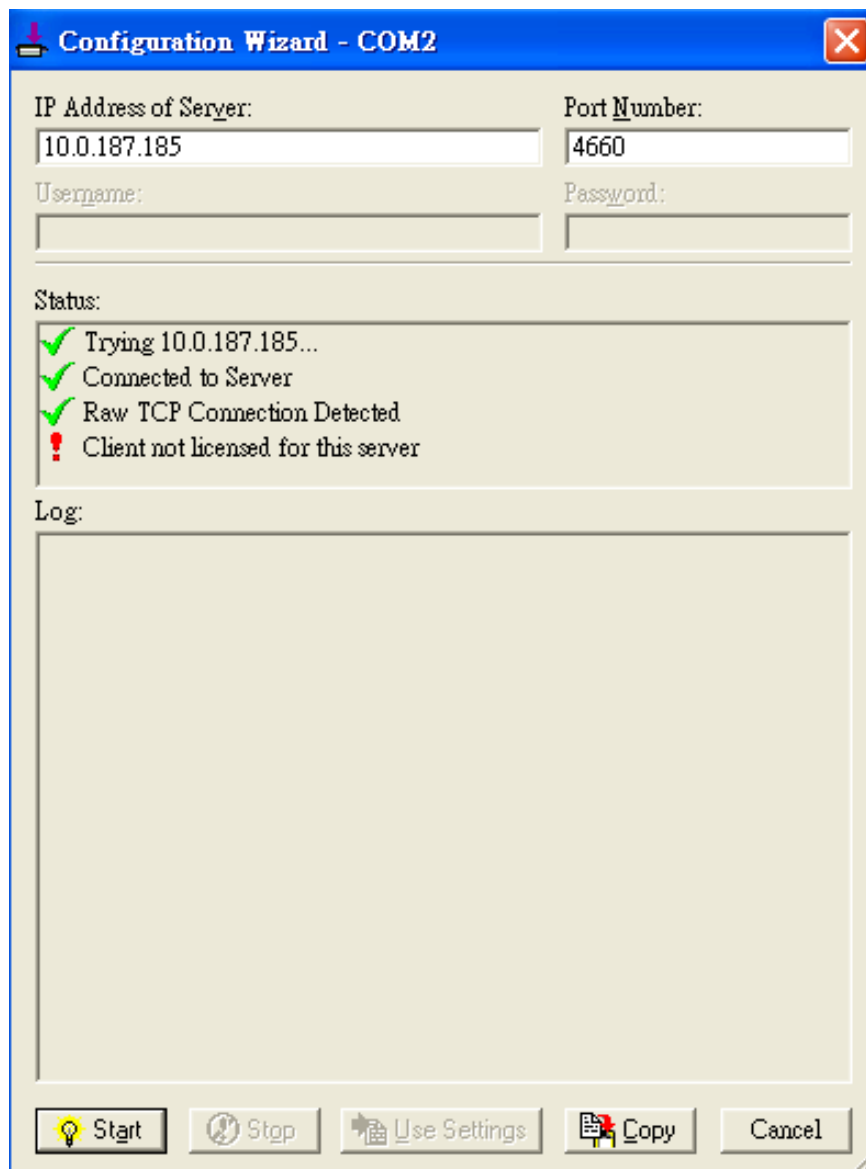 Configuration Wizard - COM2
IP Address of Server: Port Number:
10.0.187.185 4660
Username: Password:
Status:
Trying 10.0.187.185...
Connected to Server
Raw TCP Connection Detected
Client not licensed for this server
Log:
Start Stop Use Settings Copy Cancel